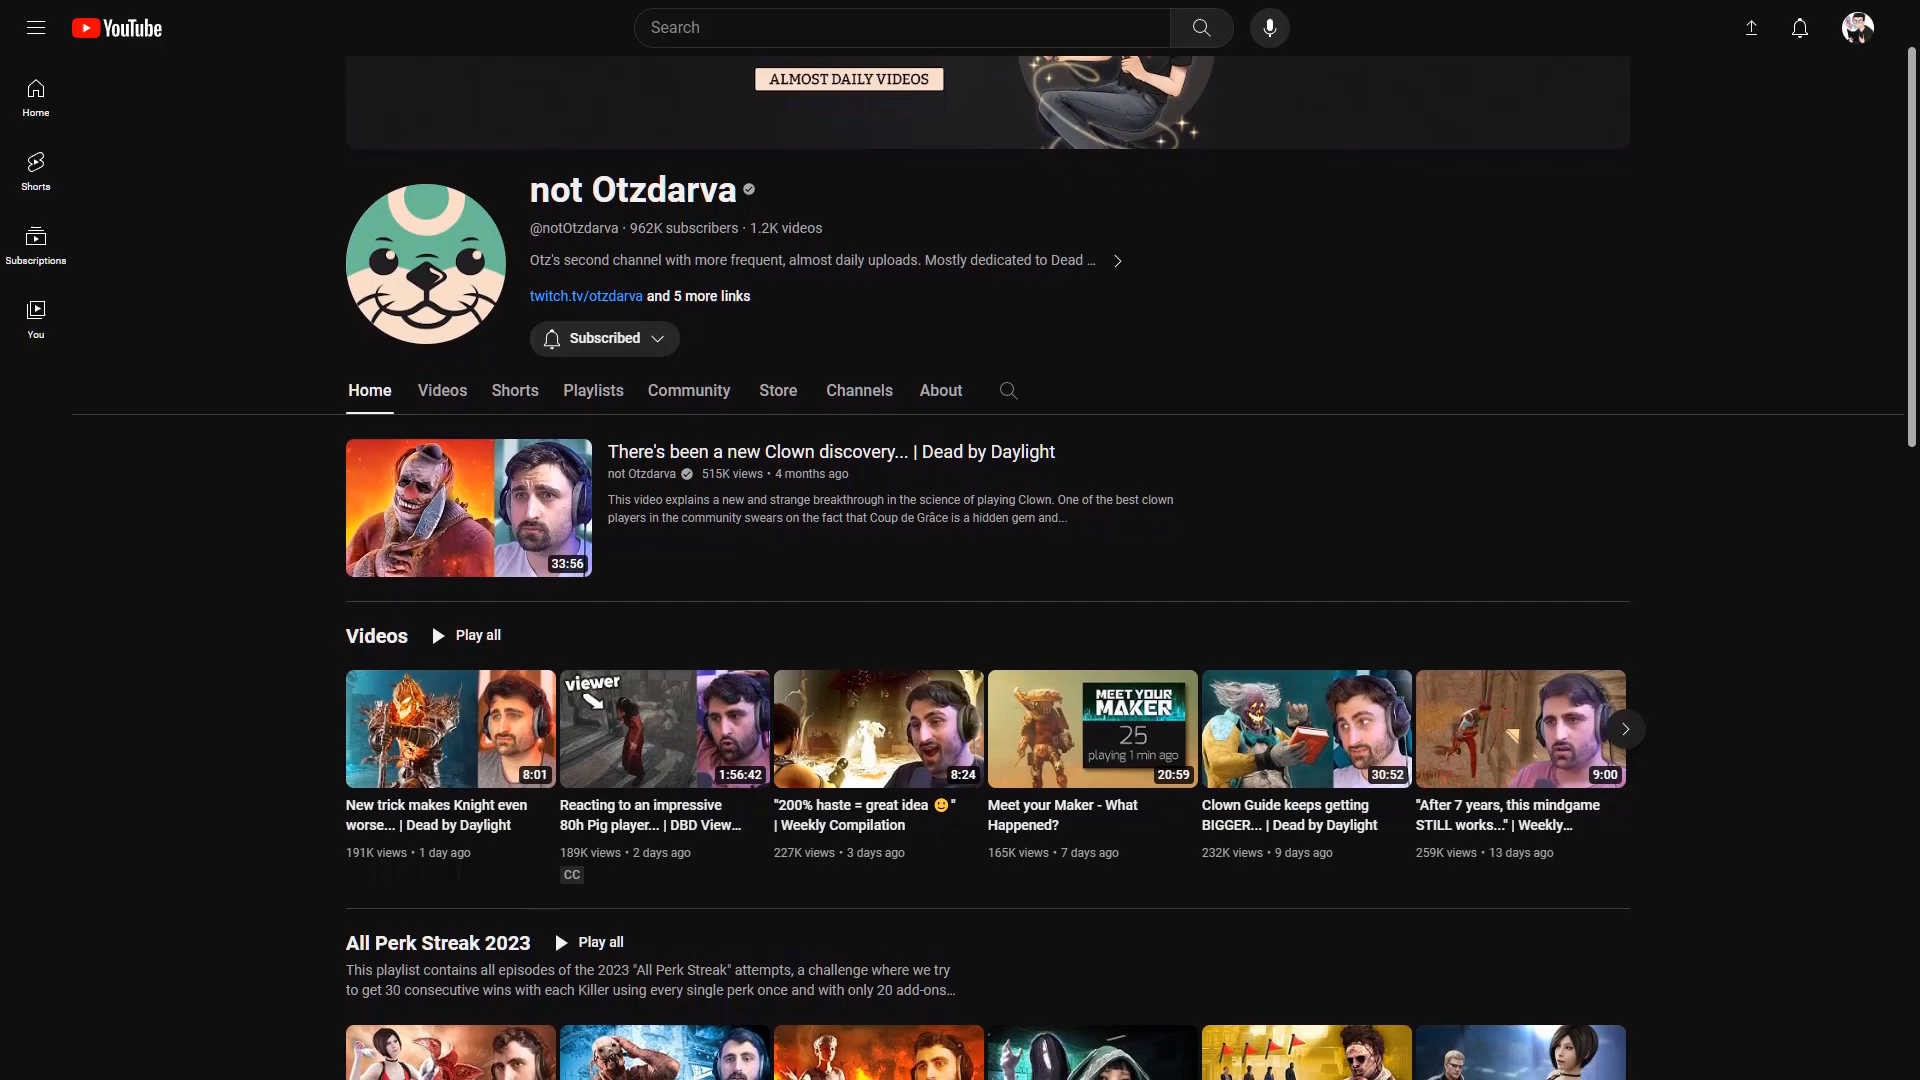 YouTube
Search
Home
Shorts
Subscriptions
You
ALMOST DAILY VIDEOS
not Otzdarva
@notOtzdarva · 962K subscribers · 1.2K videos
Otz's second channel with more frequent, almost daily uploads. Mostly dedicated to Dead ...
twitch.tv/otzdarva and 5 more links
Subscribed
Home Videos Shorts Playlists Community Store Channels About
33:56
There's been a new Clown discovery... | Dead by Daylight
not Otzdarva 515K views • 4 months ago
This video explains a new and strange breakthrough in the science of playing Clown. One of the best clown
players in the community swears on the fact that Coup de Grâce is a hidden gem and...
Videos Play all
8:01
New trick makes Knight even
worse... | Dead by Daylight
191K views • 1 day ago
viewer
1:56:42
Reacting to an impressive
80h Pig player... | DBD View...
189K views • 2 days ago
CC
8:24
"200% haste = great idea 😃"
| Weekly Compilation
227K views • 3 days ago
MEET YOUR
MAKER
25
playing 1 min ago
20:59
Meet your Maker - What
Happened?
165K views • 7 days ago
30:52
Clown Guide keeps getting
BIGGER... | Dead by Daylight
232K views • 9 days ago
9:00
"After 7 years, this mindgame
STILL works..." | Weekly...
259K views • 13 days ago
All Perk Streak 2023 Play all
This playlist contains all episodes of the 2023 "All Perk Streak" attempts, a challenge where we try
to get 30 consecutive wins with each Killer using every single perk once and with only 20 add-ons...